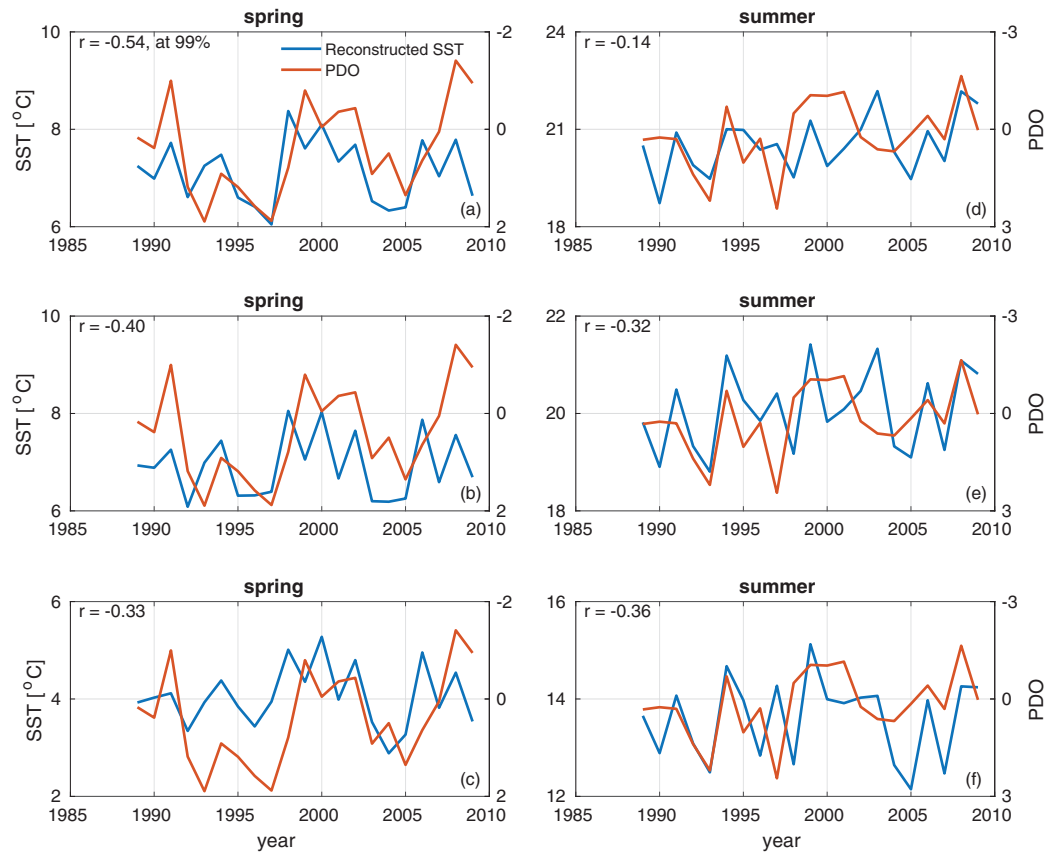 spring
r = -0.54, at 99%
Reconstructed SST
PDO
SST [ °C]
10
8
6
-2
0
2
(a)
1985 1990 1995 2000 2005 2010
summer
r = -0.14
24
21
18
-3
0
3
PDO
(d)
1985 1990 1995 2000 2005 2010
spring
r = -0.40
SST [ °C]
10
8
6
-2
0
2
(b)
1985 1990 1995 2000 2005 2010
summer
r = -0.32
22
20
18
-3
0
3
PDO
(e)
1985 1990 1995 2000 2005 2010
spring
r = -0.33
SST [ °C]
6
4
2
-2
0
2
(c)
1985 1990 1995 2000 2005 2010
year
summer
r = -0.36
16
14
12
-3
0
3
PDO
(f)
1985 1990 1995 2000 2005 2010
year